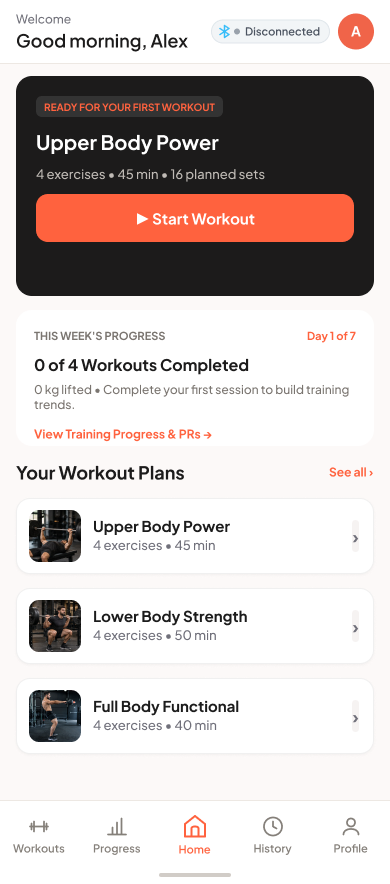 Welcome
Good morning, Alex
Disconnected
A
READY FOR YOUR FIRST WORKOUT
Upper Body Power
4 exercises • 45 min • 16 planned sets
▶ Start Workout
THIS WEEK'S PROGRESS
Day 1 of 7
0 of 4 Workouts Completed
0 kg lifted • Complete your first session to build training
trends.
View Training Progress & PRs →
Your Workout Plans
See all ›
Upper Body Power
4 exercises • 45 min
›
Lower Body Strength
4 exercises • 50 min
›
Full Body Functional
4 exercises • 40 min
›
Workouts
Progress
Home
History
Profile